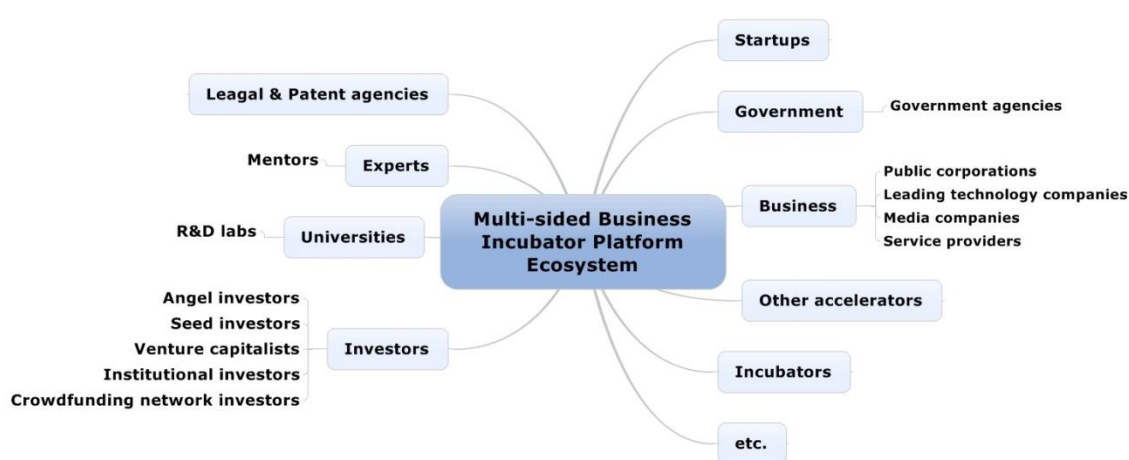 Startups
Leagal & Patent agencies
Government
Government agencies
Mentors
Experts
Public corporations
Leading technology companies
Business
Media companies
Service providers
Multi-sided Business
Incubator Platform
Ecosystem
R&D labs
Universities
Angel investors
Seed investors
Venture capitalists
Institutional investors
Crowdfunding network investors
Investors
Other accelerators
Incubators
etc.